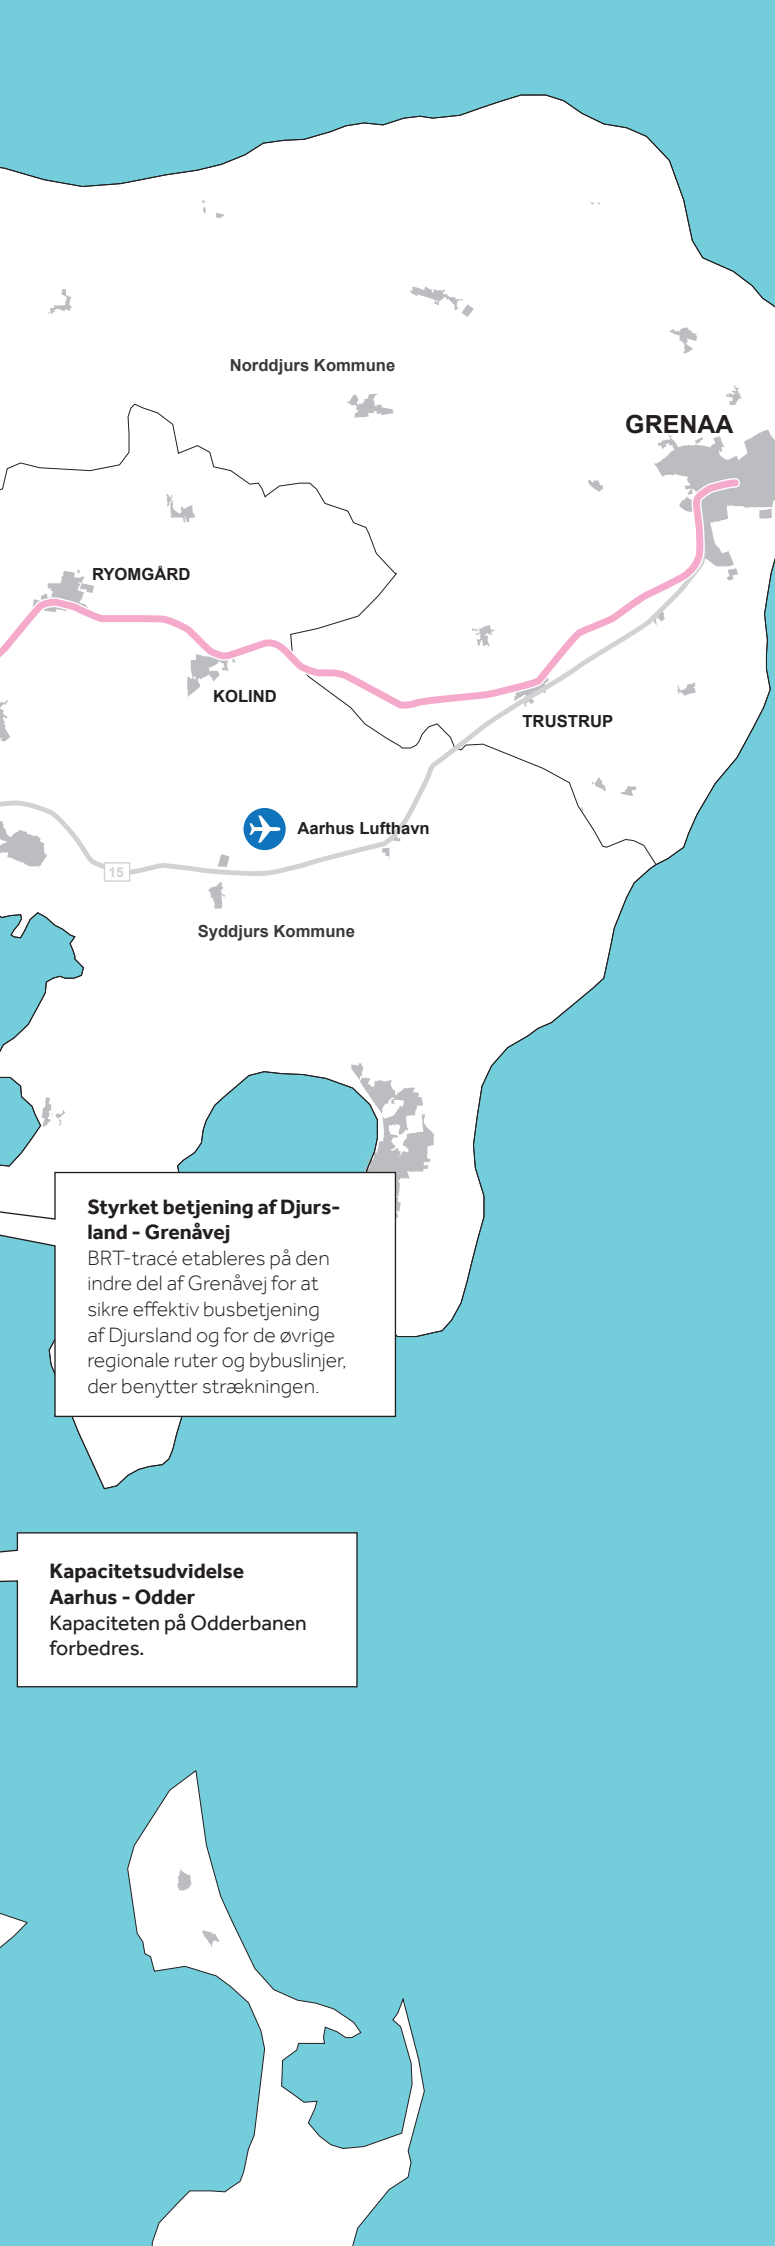 Norddjurs Kommune
GRENAA
RYOMGÅRD
KOLIND
TRUSTRUP
Aarhus Lufthavn
15
Syddjurs Kommune
Styrket betjening af Djurs-
land - Grenåvej
BRT-tracé etableres på den
indre del af Grenåvej for at
sikre effektiv busbetjening
af Djursland og for de øvrige
regionale ruter og bybuslinjer,
der benytter strækningen.
Kapacitetsudvidelse
Aarhus - Odder
Kapaciteten på Odderbanen
forbedres.